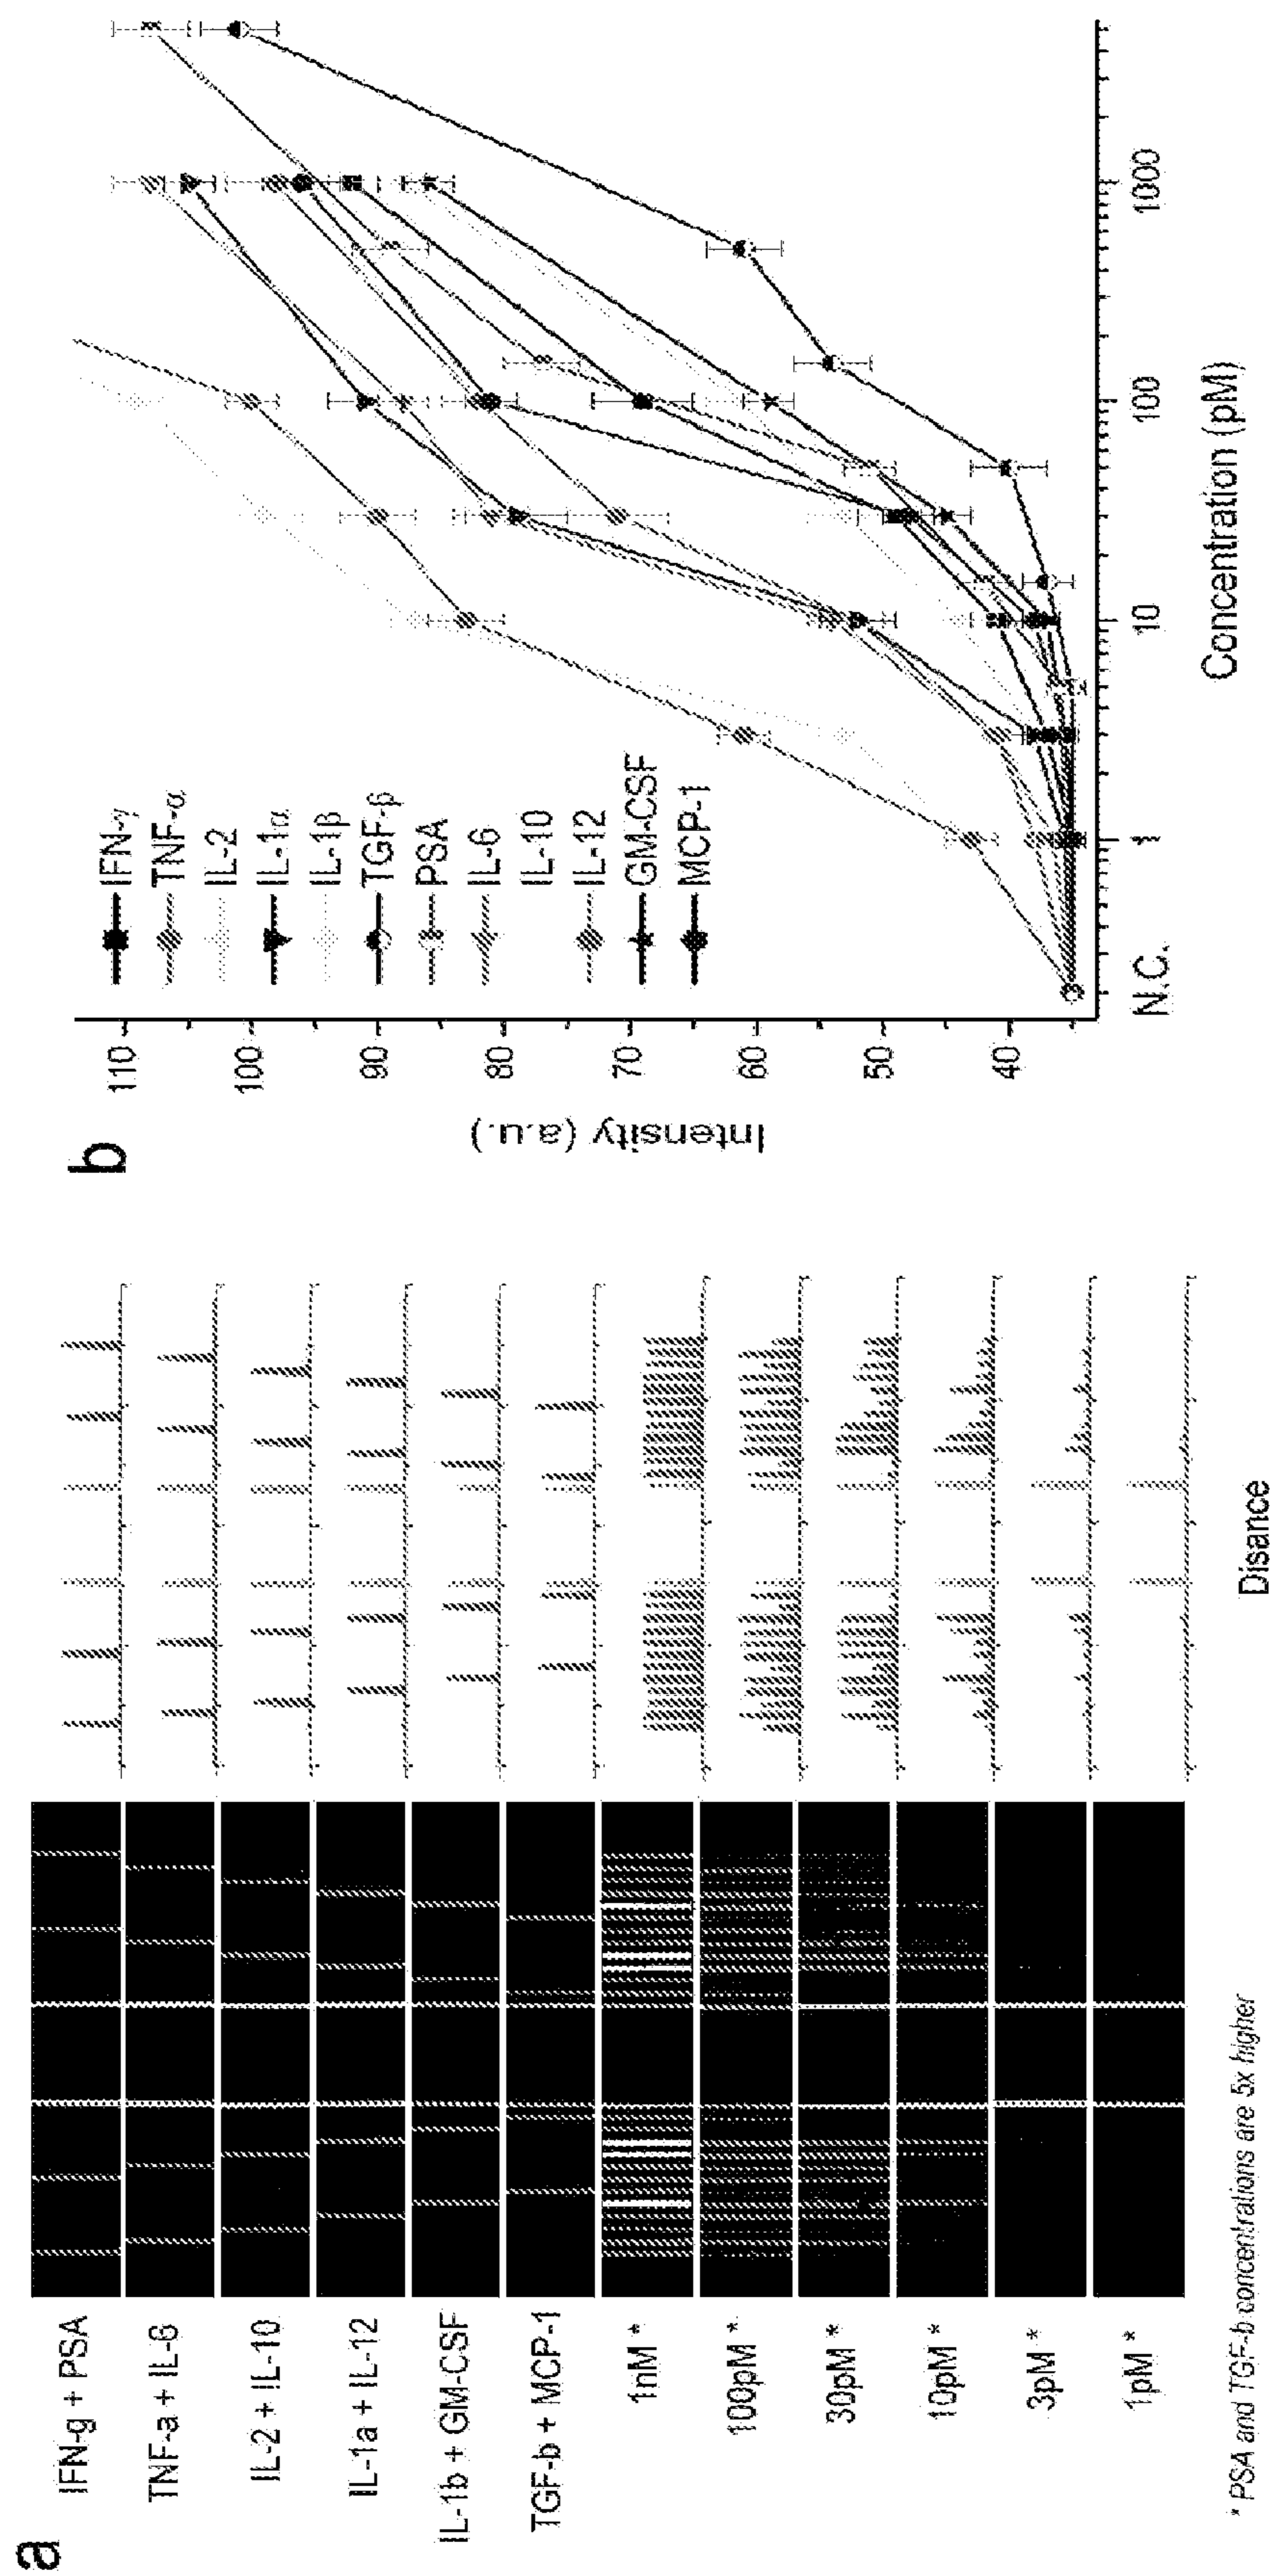 a
IFN-g + PSA
TNF-a + IL-6
IL-2 + IL-10
IL-1a + IL-12
IL-1b + GM-CSF
TGF-b + MCP-1
1nM *
100pM *
30pM *
10pM *
3pM *
1pM *
* PSA and TGF-b concentrations are 5x higher
Disance
b
Intensity (a.u.)
110
100
90
80
70
60
50
40
IFN-γ
TNF-α
IL-2
IL-1α
IL-1β
TGF-β
PSA
IL-6
IL-10
IL-12
GM-CSF
MCP-1
N.C.
1
10
100
1000
Concentration (pM)